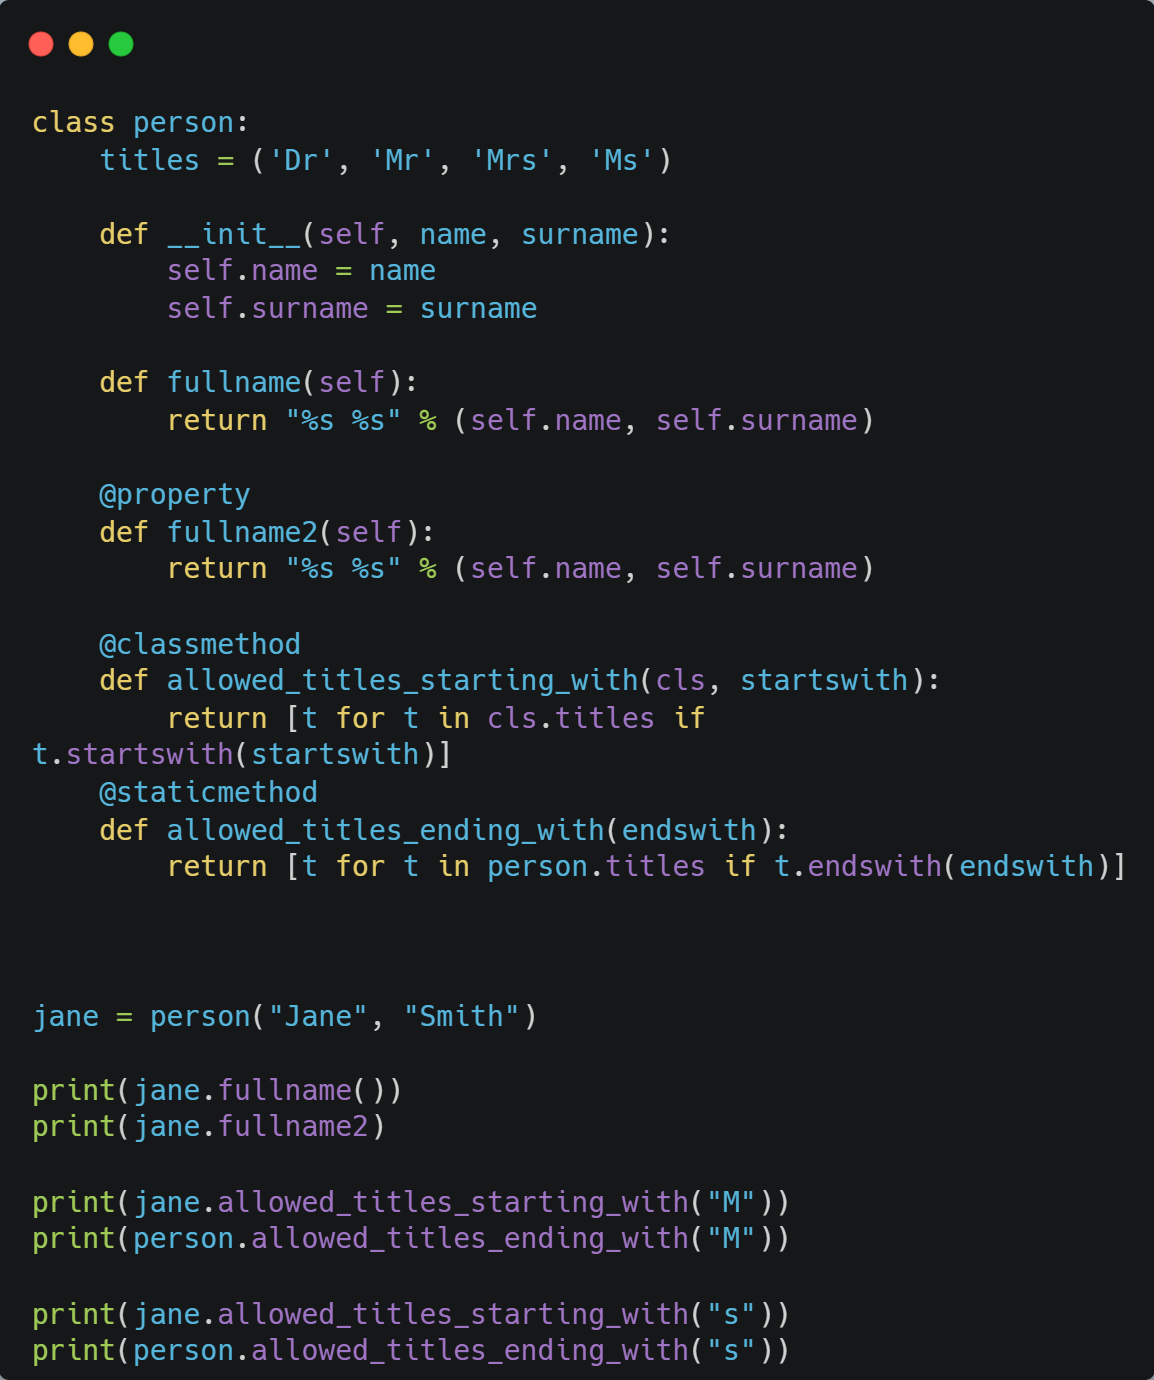 class person:
    titles = ('Dr', 'Mr', 'Mrs', 'Ms')

    def __init__(self, name, surname):
        self.name = name
        self.surname = surname

    def fullname(self):
        return "%s %s" % (self.name, self.surname)

    @property
    def fullname2(self):
        return "%s %s" % (self.name, self.surname)

    @classmethod
    def allowed_titles_starting_with(cls, startswith):
        return [t for t in cls.titles if
t.startswith(startswith)]
    @staticmethod
    def allowed_titles_ending_with(endswith):
        return [t for t in person.titles if t.endswith(endswith)]

jane = person("Jane", "Smith")

print(jane.fullname())
print(jane.fullname2)

print(jane.allowed_titles_starting_with("M"))
print(person.allowed_titles_ending_with("M"))

print(jane.allowed_titles_starting_with("s"))
print(person.allowed_titles_ending_with("s"))